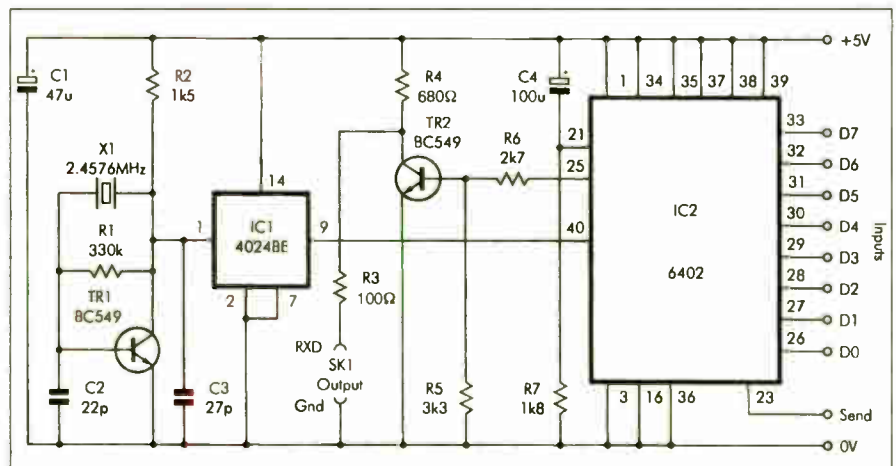 +5V
C1
47u
R2
1k5
R4
680Ω
C4
100u
1
34
35
37
38
39
TR2
BC549
R6
2k7
21
25
40
33
D7
32
D6
31
D5
30
D4
29
D3
28
D2
27
D1
26
D0
Inputs
X1
2.4576MHz
14
1
IC1
4024BE
9
2
7
IC2
6402
R1
330k
TR1
BC549
R3
100Ω
RXD
SK1
Output
Gnd
C2
22p
C3
27p
R5
3k3
R7
1k8
3
16
36
23
Send
0V